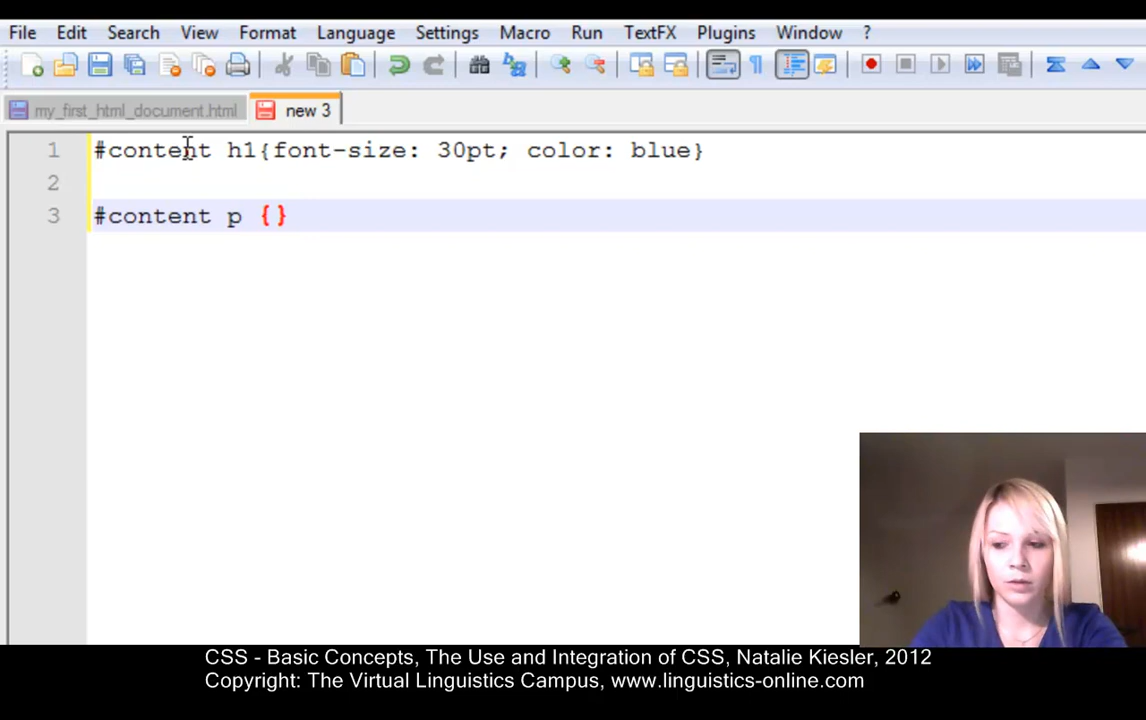 File Edit Search View Format Language Settings Macro Run TextFX Plugins Window ?
my_first_html_document.html new 3
1 #content h1{font-size: 30pt; color: blue}
2
3 #content p {}
CSS - Basic Concepts, The Use and Integration of CSS, Natalie Kiesler, 2012
Copyright: The Virtual Linguistics Campus, www.linguistics-online.com